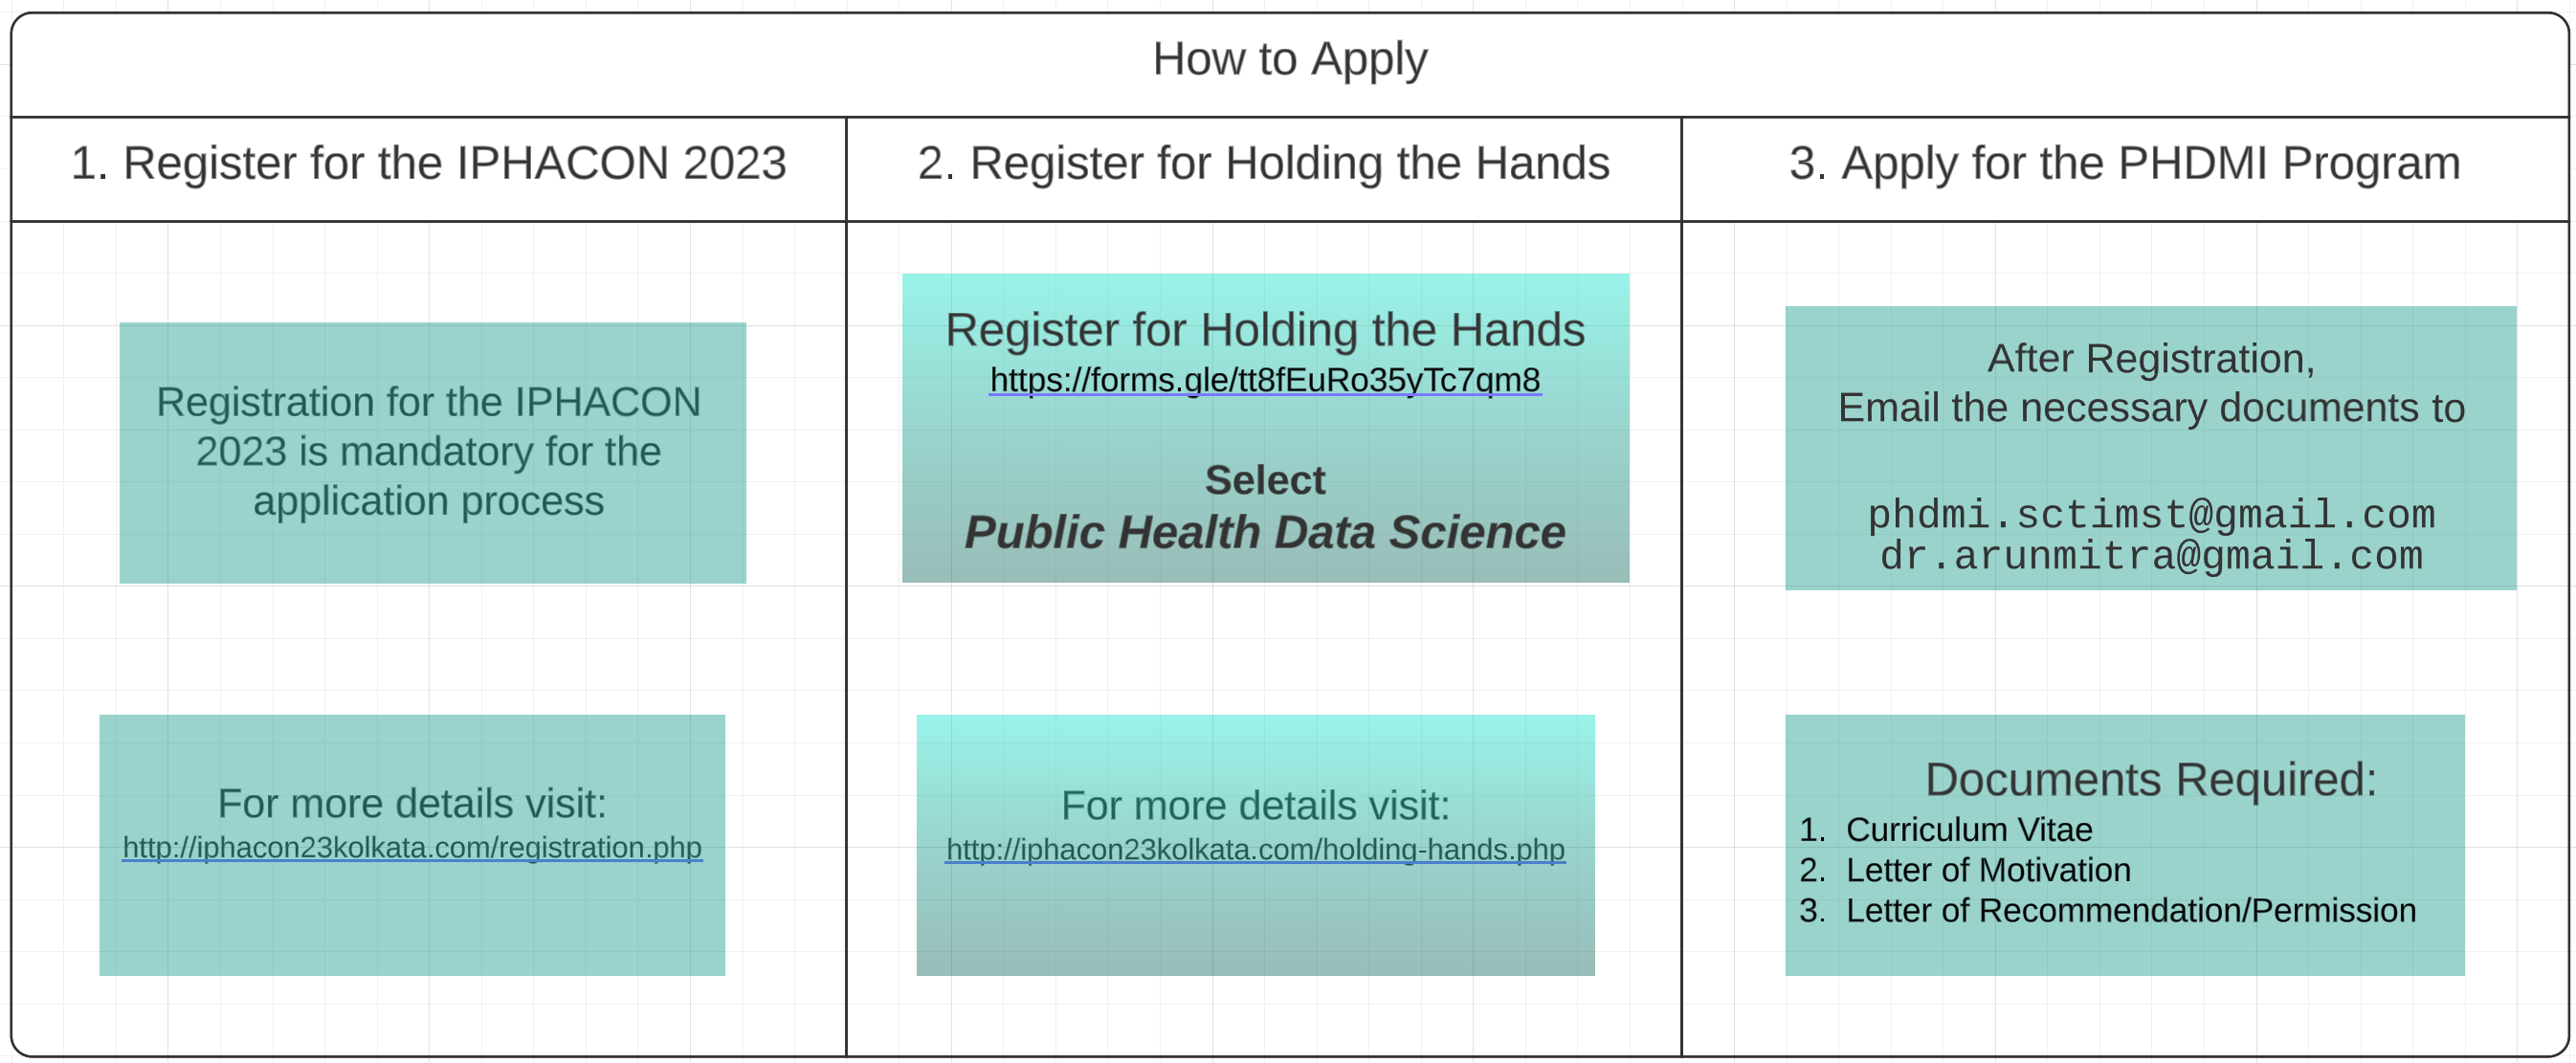 How to Apply
1. Register for the IPHACON 2023
2. Register for Holding the Hands
3. Apply for the PHDMI Program
Registration for the IPHACON
2023 is mandatory for the
application process
For more details visit:
http://iphacon23kolkata.com/registration.php
Register for Holding the Hands
https://forms.gle/tt8fEuRo35yTc7qm8
Select
Public Health Data Science
For more details visit:
http://iphacon23kolkata.com/holding-hands.php
After Registration,
Email the necessary documents to
phdmi.sctimst@gmail.com
dr.arunmitra@gmail.com
Documents Required:
1. Curriculum Vitae
2. Letter of Motivation
3. Letter of Recommendation/Permission